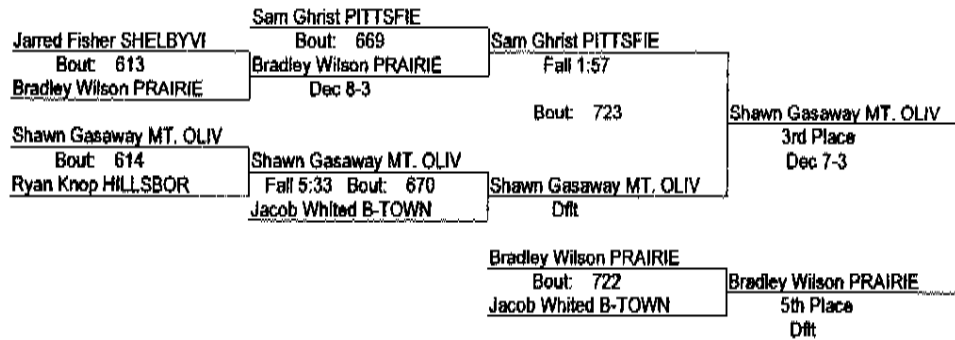 Sam Ghrist PITTSFIE
Jarred Fisher SHELBYVI
Bout: 669
Sam Ghrist PITTSFIE
Bout: 613
Bradley Wilson PRAIRIE
Fall 1:57
Bradley Wilson PRAIRIE
Dec 8-3
Bout: 723
Shawn Gasaway MT. OLIV
Shawn Gasaway MT. OLIV
3rd Place
Bout: 614
Shawn Gasaway MT. OLIV
Dec 7-3
Ryan Knop HILLSBOR
Fall 5:33 Bout: 670
Shawn Gasaway MT. OLIV
Jacob Whited B-TOWN
Dflt
Bradley Wilson PRAIRIE
Bout: 722
Bradley Wilson PRAIRIE
Jacob Whited B-TOWN
5th Place
Dflt